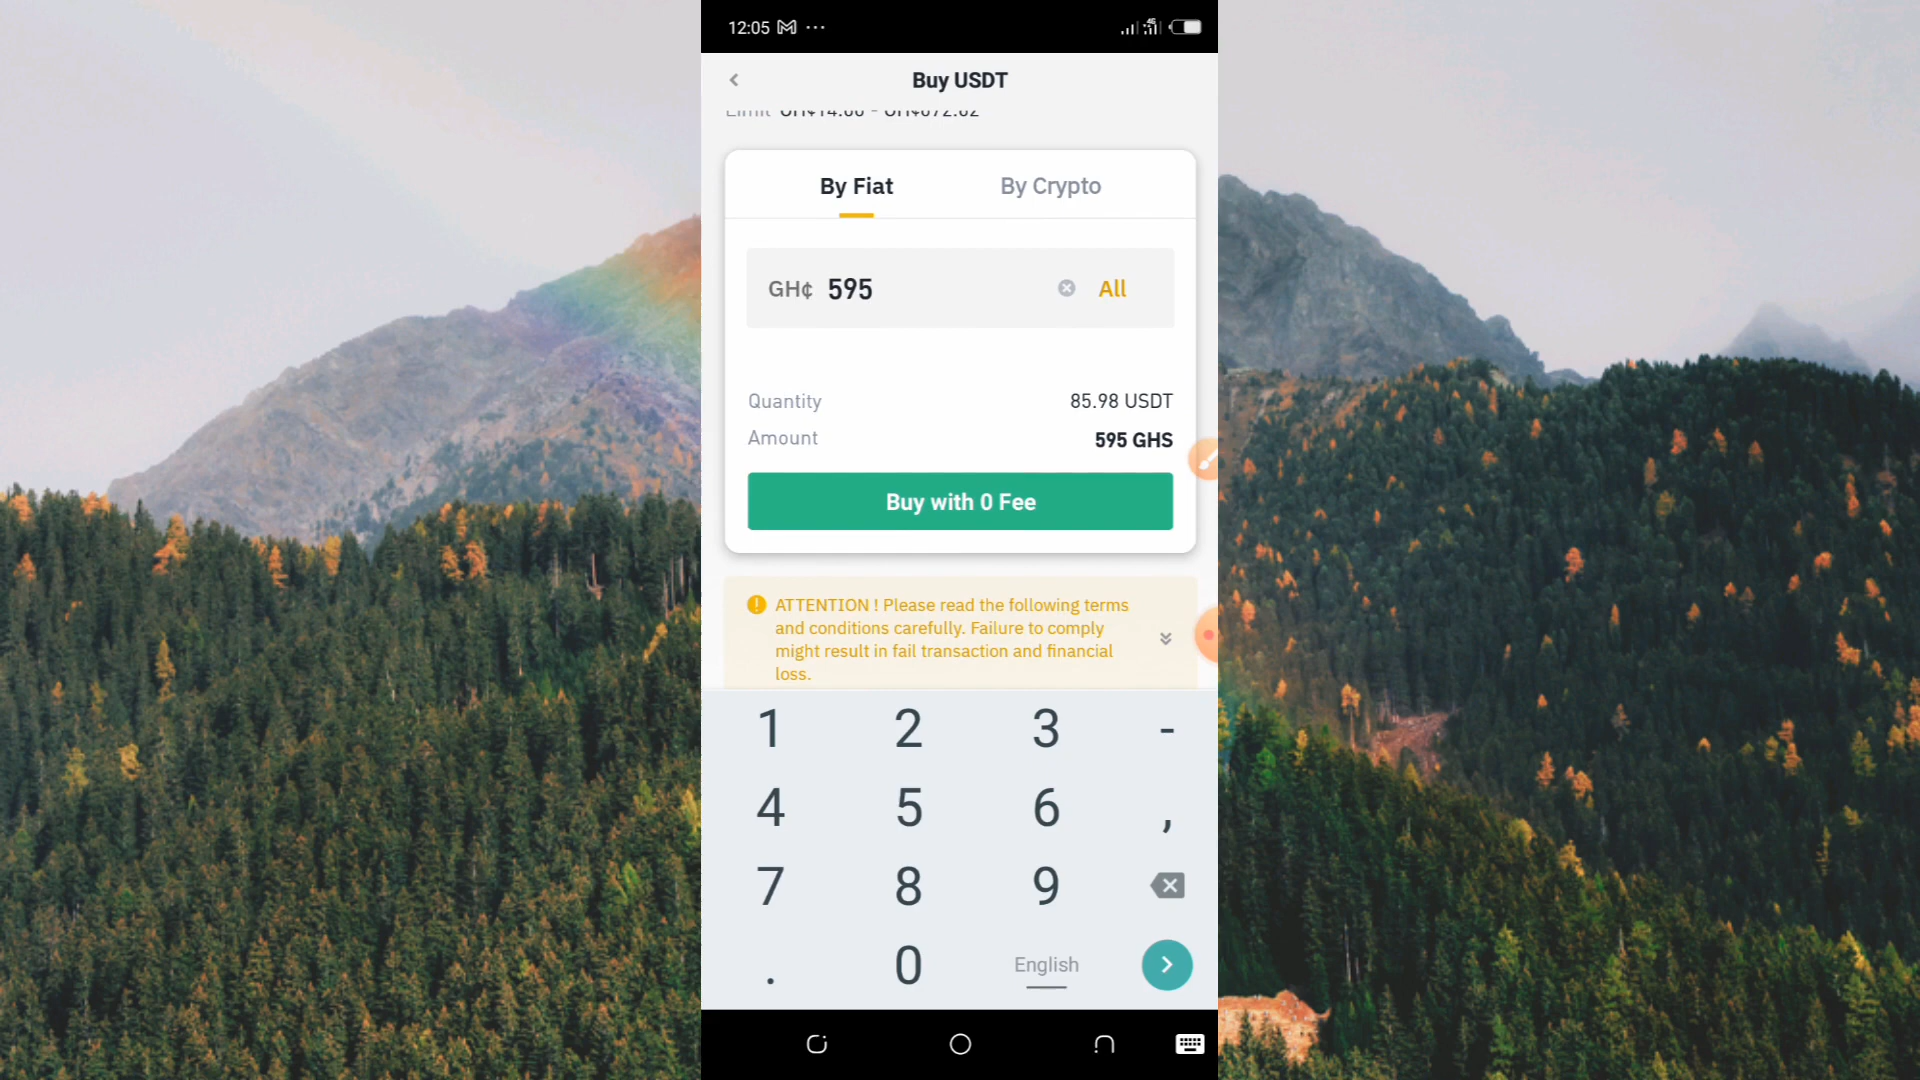 12:05
Buy USDT
By Fiat By Crypto
GH¢ 595 All
Quantity 85.98 USDT
Amount 595 GHS
Buy with 0 Fee
ATTENTION ! Please read the following terms
and conditions carefully. Failure to comply
might result in fail transaction and financial
loss.
1 2 3 -
4 5 6 ,
7 8 9
. 0 English